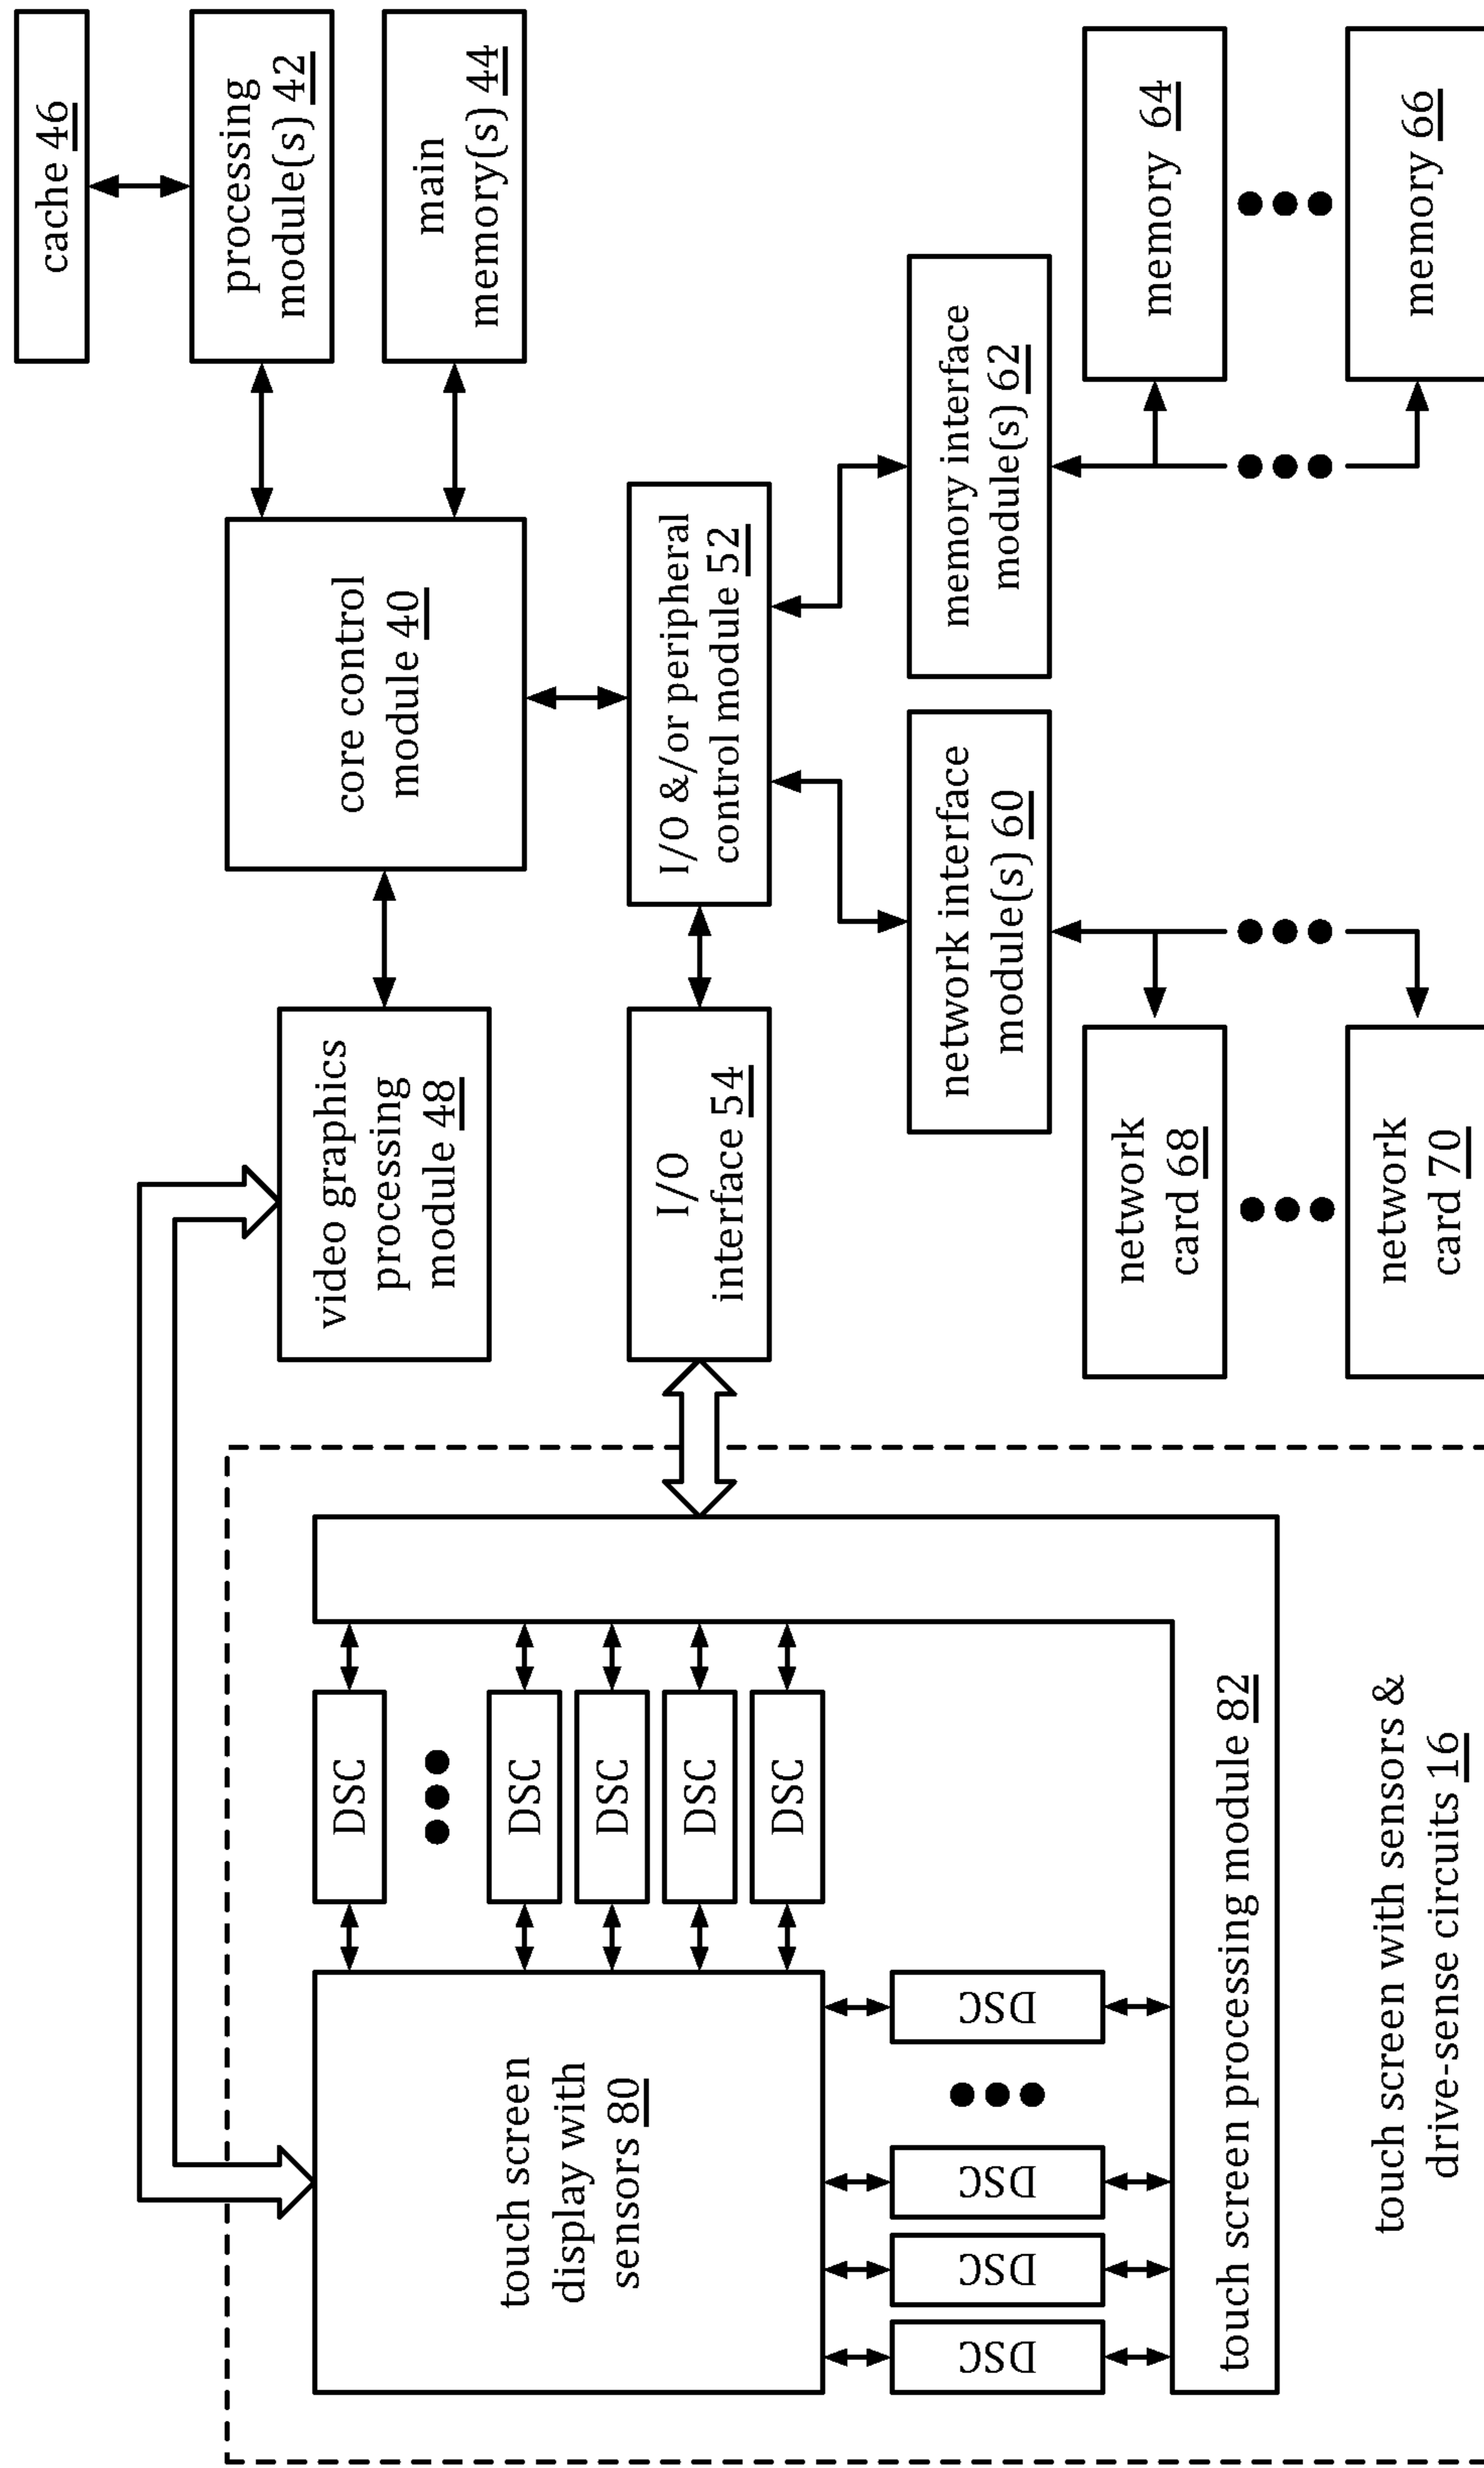 cache 46
processing
module(s) 42
main
memory(s) 44
core control
module 40
video graphics
processing
module 48
I/O &/or peripheral
control module 52
I/O
interface 54
memory interface
module(s) 62
network interface
module(s) 60
memory 64
memory 66
network
card 68
network
card 70
touch screen
display with
sensors 80
DSC
DSC
DSC
DSC
DSC
DSC
DSC
DSC
DSC
touch screen processing module 82
touch screen with sensors &
drive-sense circuits 16